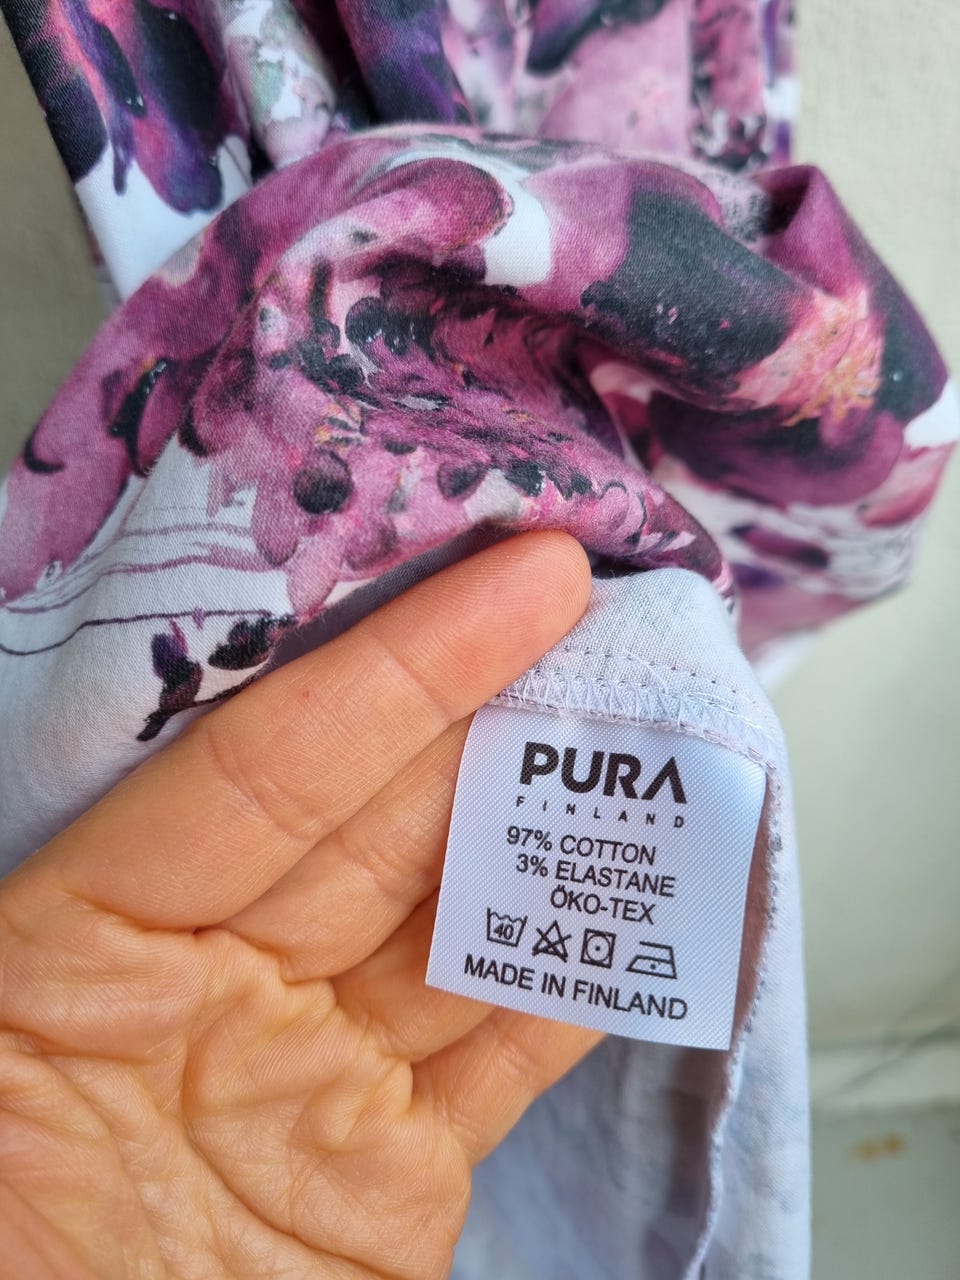 PURA
FINLAND
97% COTTON
3% ELASTANE
ÖKO-TEX
40
MADE IN FINLAND